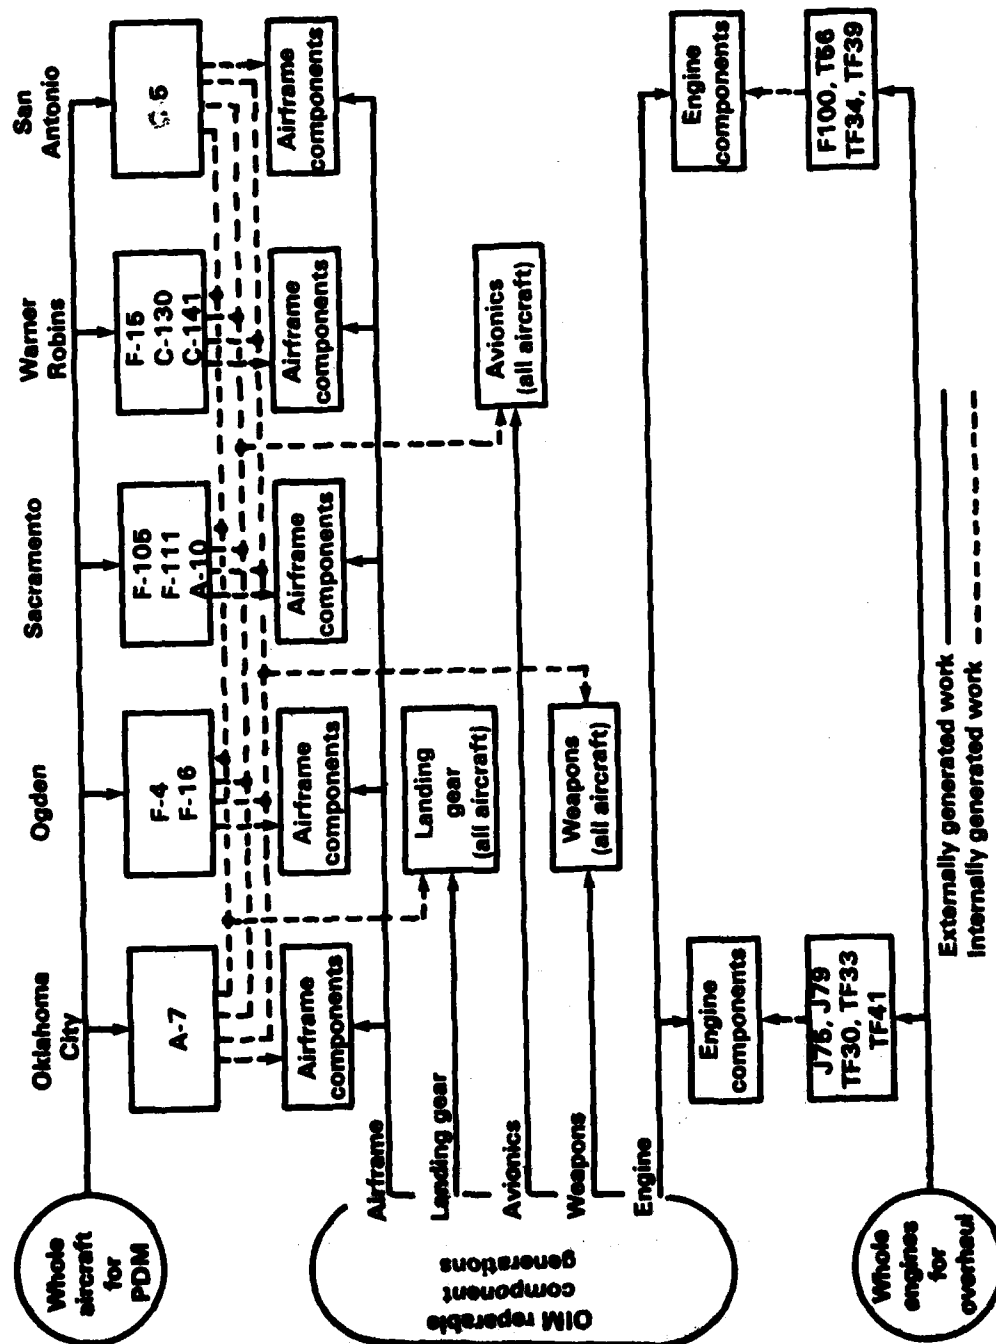 Oklahoma
City
Ogden
Sacramento
Warner
Robins
San
Antonio
Whole
aircraft
for
PDM
A-7
F-4
F-16
F-105
F-111
A-10
F-15
C-130
C-141
Airframe
components
Airframe
components
Airframe
components
Airframe
components
Airframe
components
OIM reparable
component
generations
Airframe
Landing gear
Avionics
Weapons
Engine
Landing
gear
(all aircraft)
Avionics
(all aircraft)
Weapons
(all aircraft)
Engine
components
Engine
components
J75, J79
TF30, TF33
TF41
F100, T56
TF34, TF39
Whole
engines
for
overhaul
Externally generated work
Internally generated work